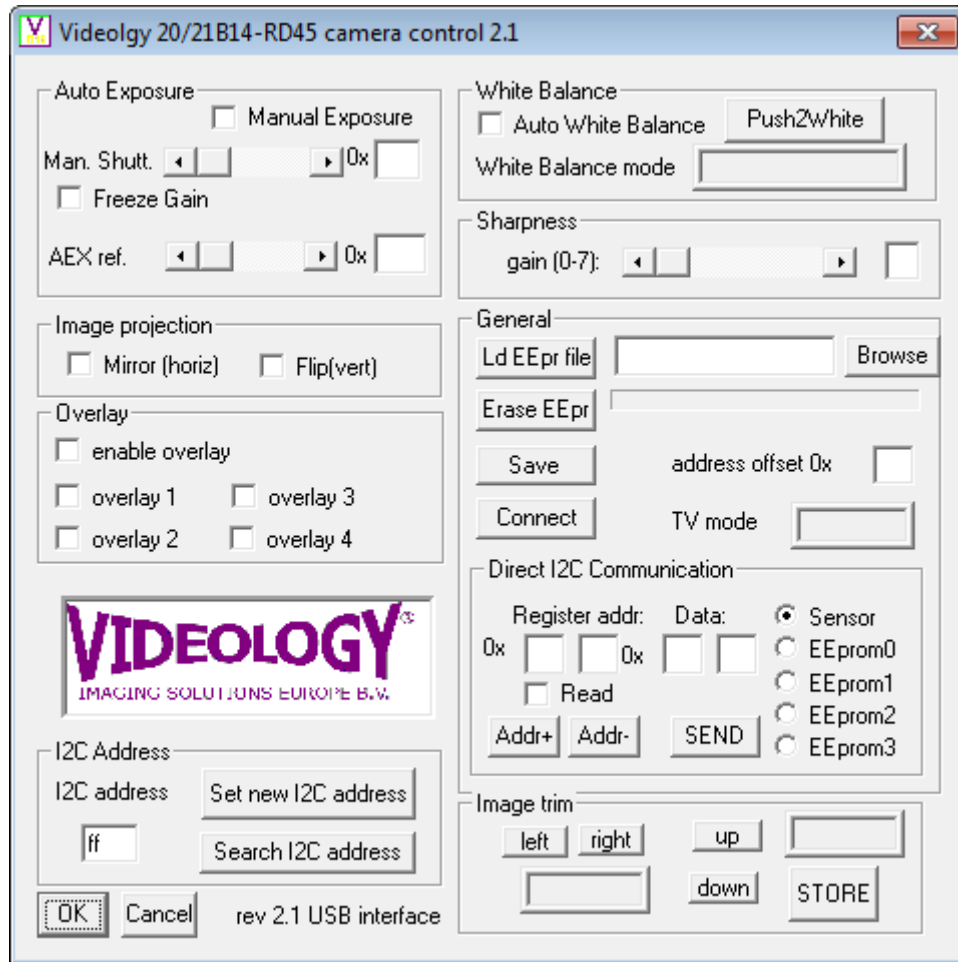 Videolgy 20/21B14-RD45 camera control 2.1
Auto Exposure
Manual Exposure
Man. Shutt.
0x
Freeze Gain
AEX ref.
0x
Image projection
Mirror (horiz)
Flip(vert)
Overlay
enable overlay
overlay 1
overlay 3
overlay 2
overlay 4
VIDEOLOGY®
IMAGING SOLUTIONS EUROPE B.V.
I2C Address
I2C address
Set new I2C address
ff
Search I2C address
OK
Cancel
rev 2.1 USB interface
White Balance
Auto White Balance
Push2White
White Balance mode
Sharpness
gain (0-7):
General
Ld EEpr file
Browse
Erase EEpr
Save
address offset 0x
Connect
TV mode
Direct I2C Communication
Register addr:
Data:
Sensor
0x
0x
EEprom0
Read
EEprom1
EEprom2
Addr+
Addr-
SEND
EEprom3
Image trim
left
right
up
down
STORE